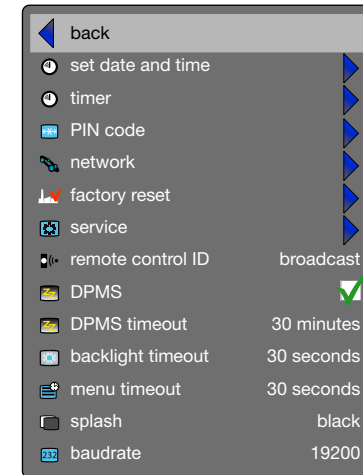 back
set date and time
timer
PIN code
network
factory reset
service
remote control ID broadcast
DPMS
DPMS timeout 30 minutes
backlight timeout 30 seconds
menu timeout 30 seconds
splash black
232 baudrate 19200